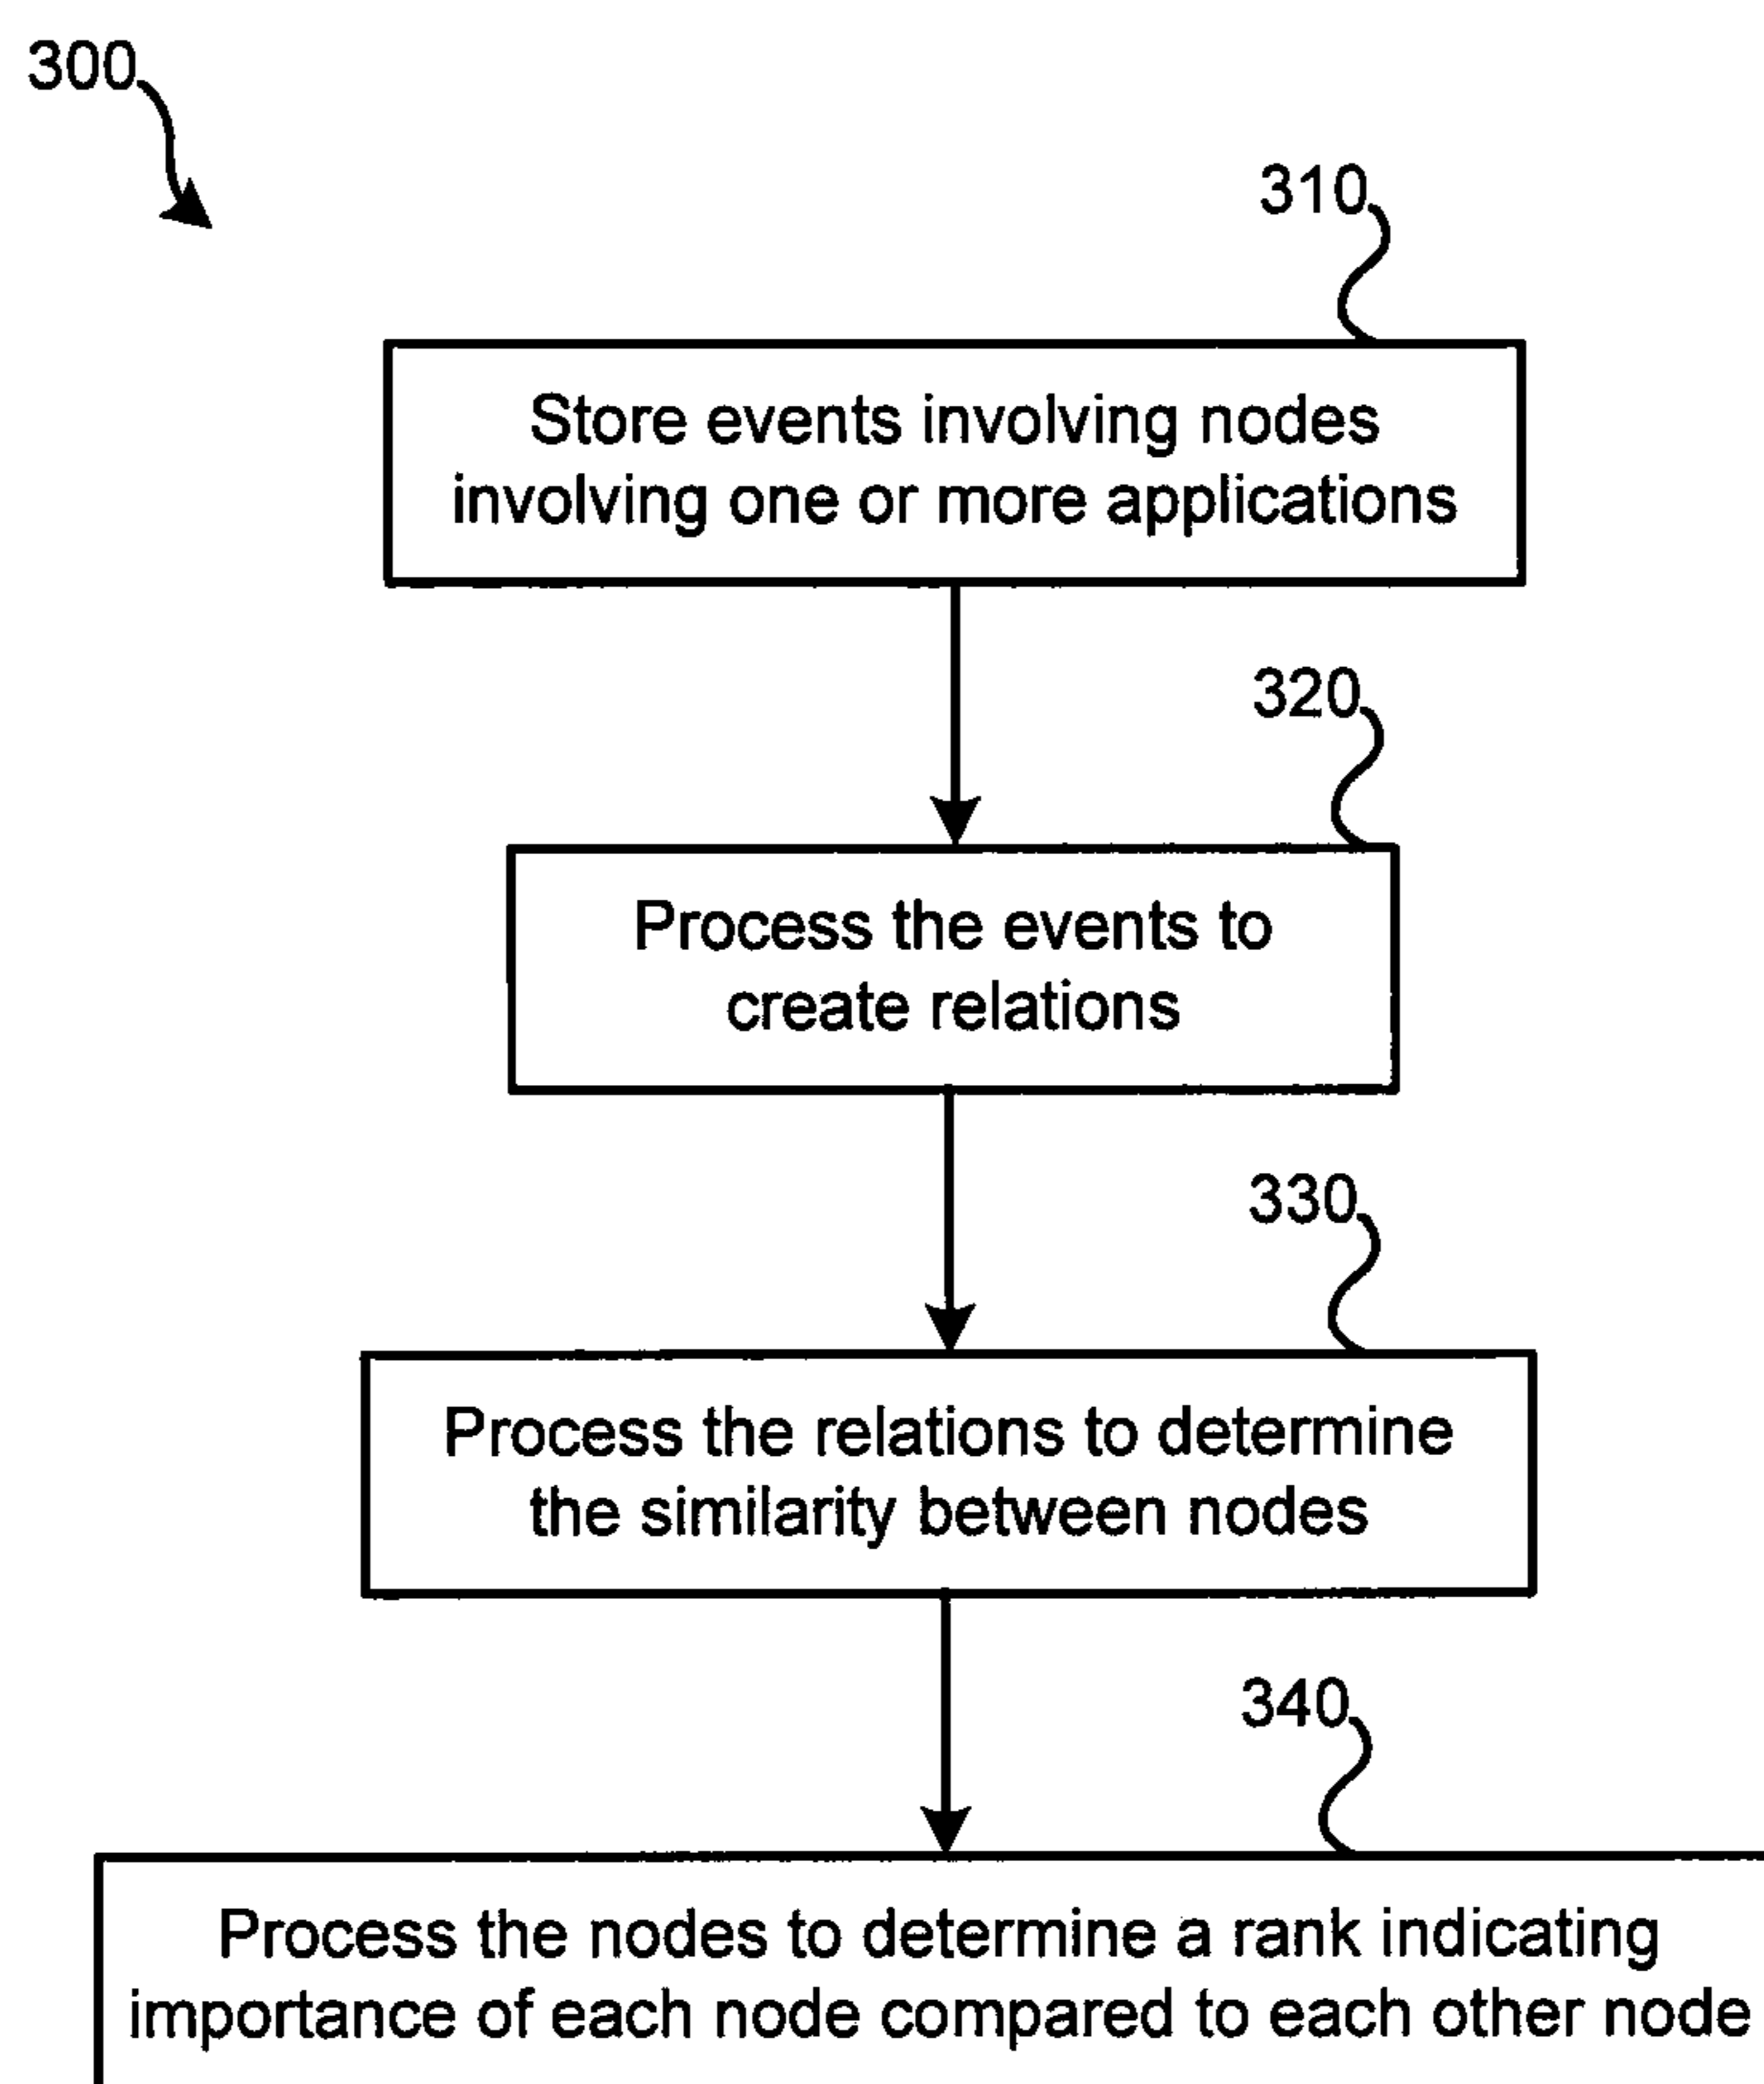 300
310
Store events involving nodes
involving one or more applications
320
Process the events to
create relations
330
Process the relations to determine
the similarity between nodes
340
Process the nodes to determine a rank indicating
importance of each node compared to each other node